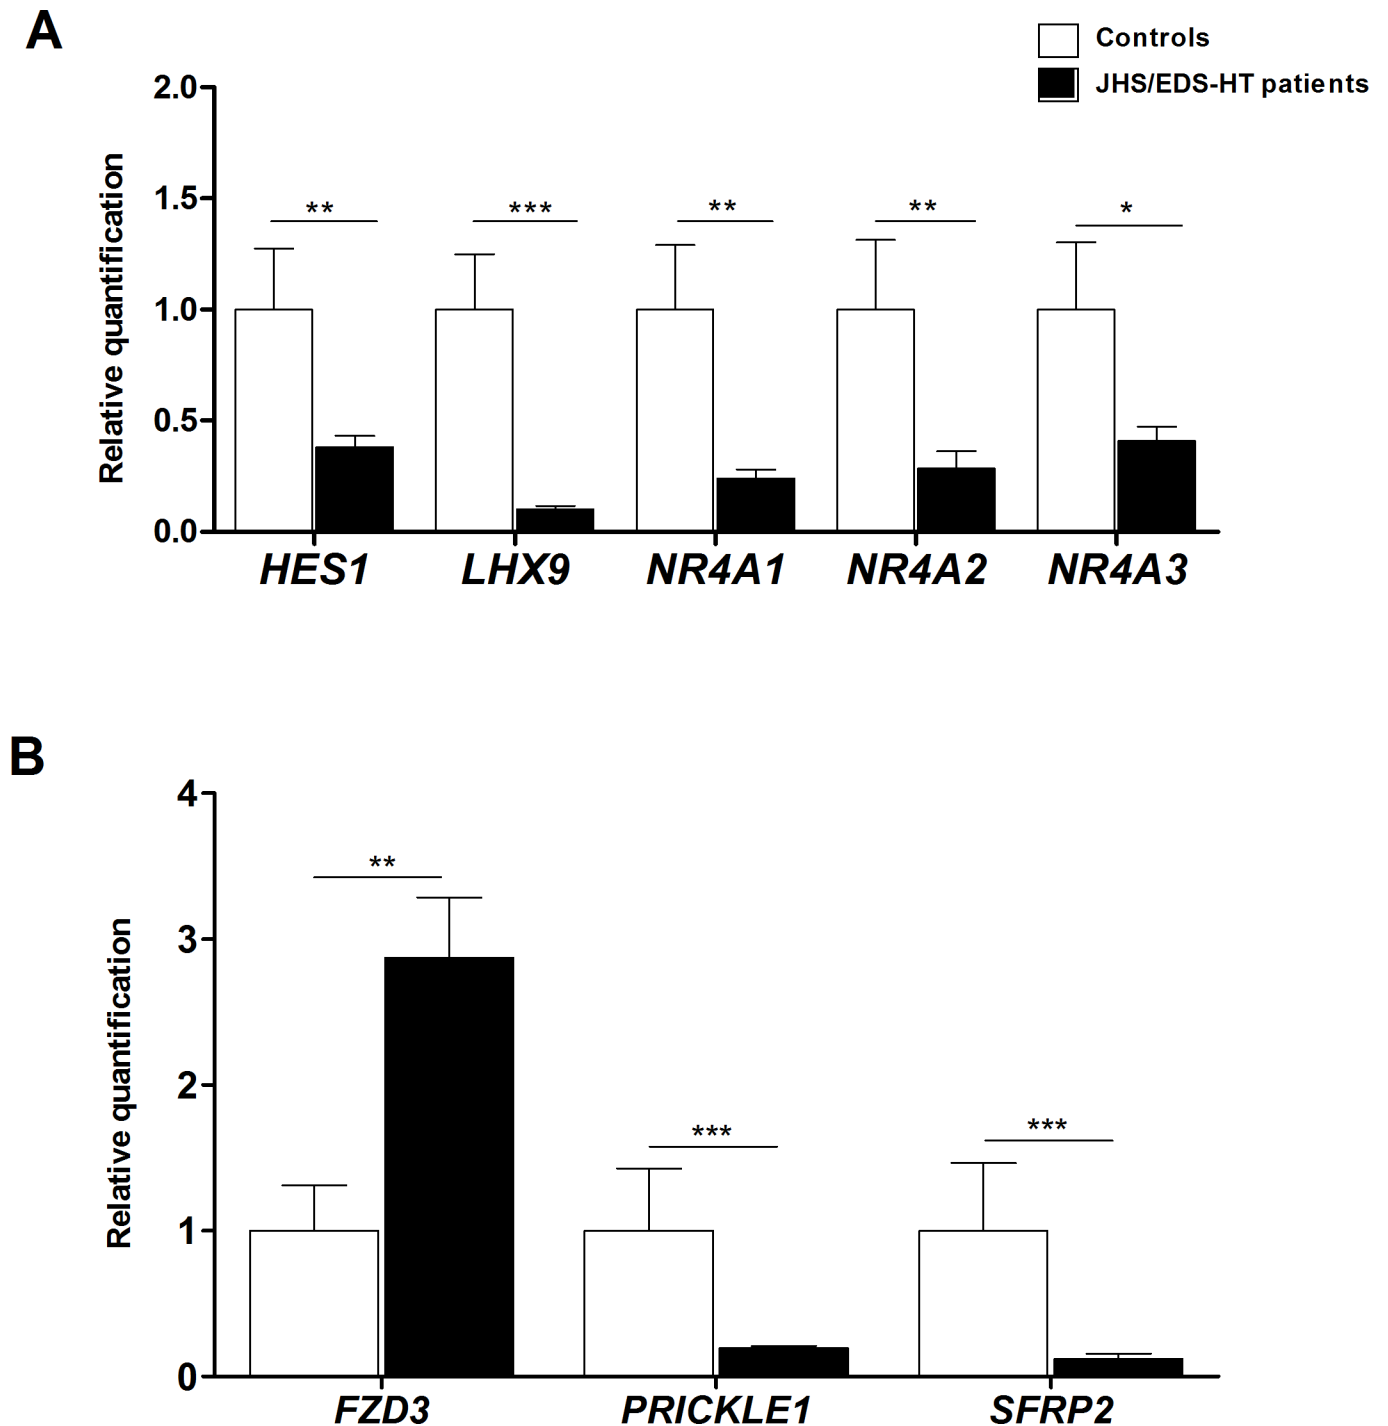 A
Controls
JHS/EDS-HT patients
Relative quantification
2.0
1.5
1.0
0.5
0.0
** *** ** ** *
HES1 LHX9 NR4A1 NR4A2 NR4A3
B
Relative quantification
4
3
2
1
0
** *** ***
FZD3 PRICKLE1 SFRP2